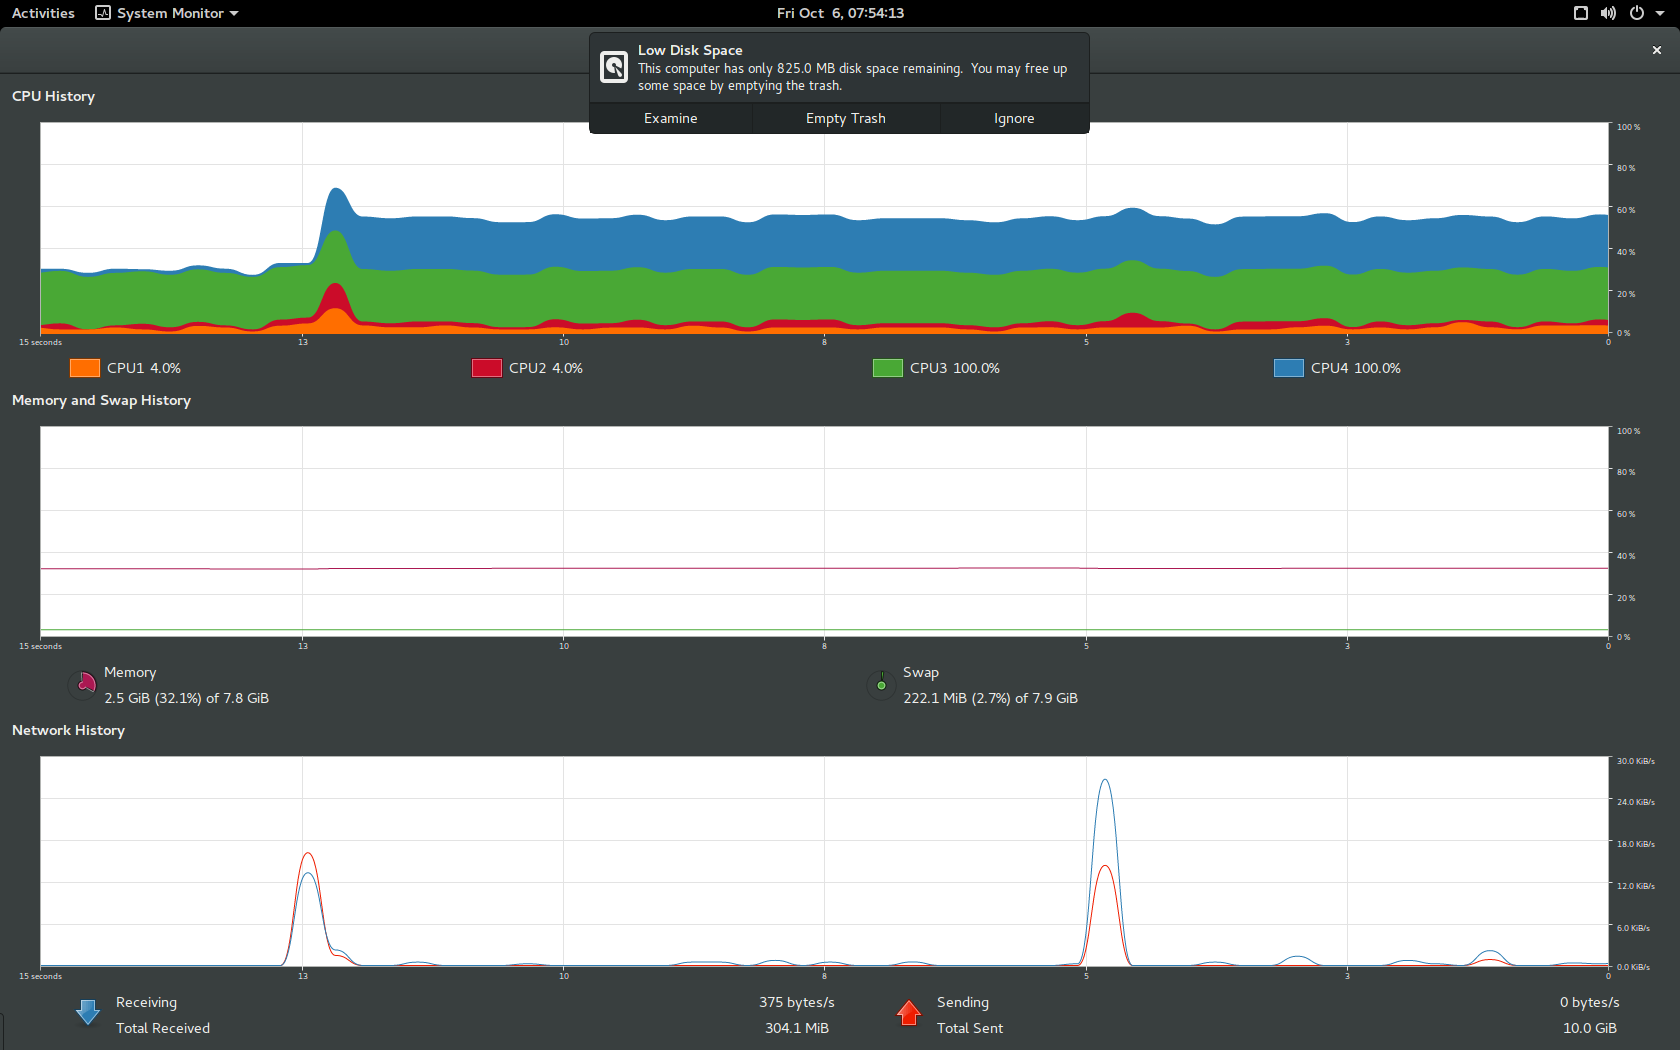 Activities System Monitor Fri Oct 6, 07:54:13
Low Disk Space
This computer has only 825.0 MB disk space remaining. You may free up
some space by emptying the trash.
Examine Empty Trash Ignore
CPU History
100 %
80 %
60 %
40 %
20 %
0 %
15 seconds 13 10 8 5 3 0
CPU1 4.0% CPU2 4.0% CPU3 100.0% CPU4 100.0%
Memory and Swap History
100 %
80 %
60 %
40 %
20 %
0 %
15 seconds 13 10 8 5 3 0
Memory Swap
2.5 GiB (32.1%) of 7.8 GiB 222.1 MiB (2.7%) of 7.9 GiB
Network History
30.0 KiB/s
24.0 KiB/s
18.0 KiB/s
12.0 KiB/s
6.0 KiB/s
0.0 KiB/s
15 seconds 13 10 8 5 3 0
Receiving 375 bytes/s Sending 0 bytes/s
Total Received 304.1 MiB Total Sent 10.0 GiB